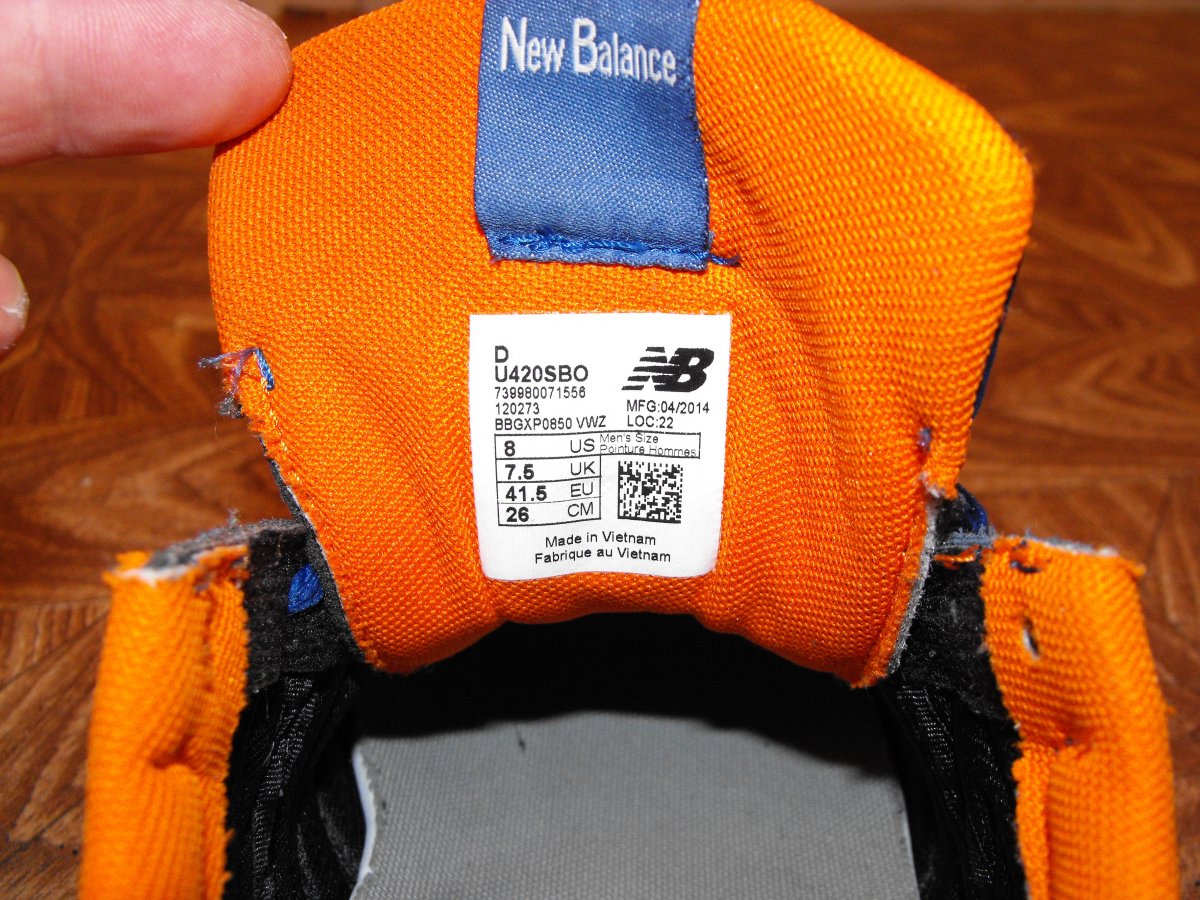 New Balance
D
U420SBO
739980071556
120273
BBGXP0850 VWZ
NB
MFG:04/2014
LOC:22
8 US Men's Size
Pointure Hommes
7.5 UK
41.5 EU
26 CM
Made in Vietnam
Fabrique au Vietnam